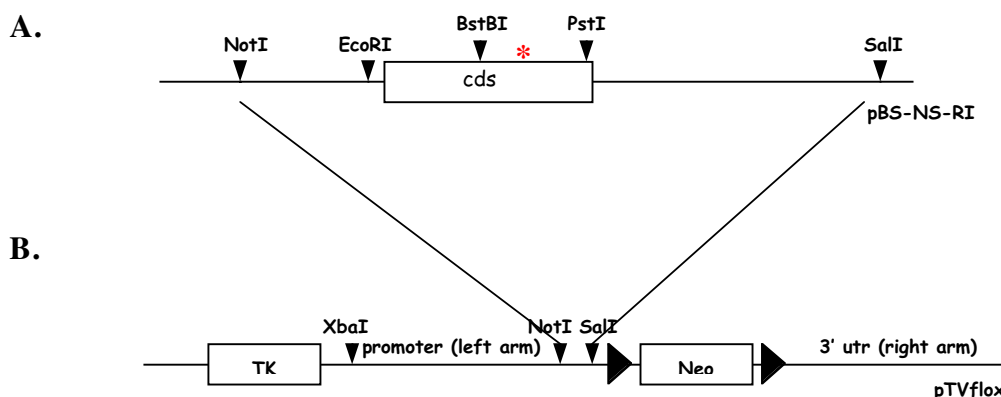 A.
NotI EcoRI BstBI * PstI SalI
cds
pBS-NS-RI
B.
XbaI promoter (left arm) NotI SalI 3' utr (right arm)
TK Neo
pTVflox